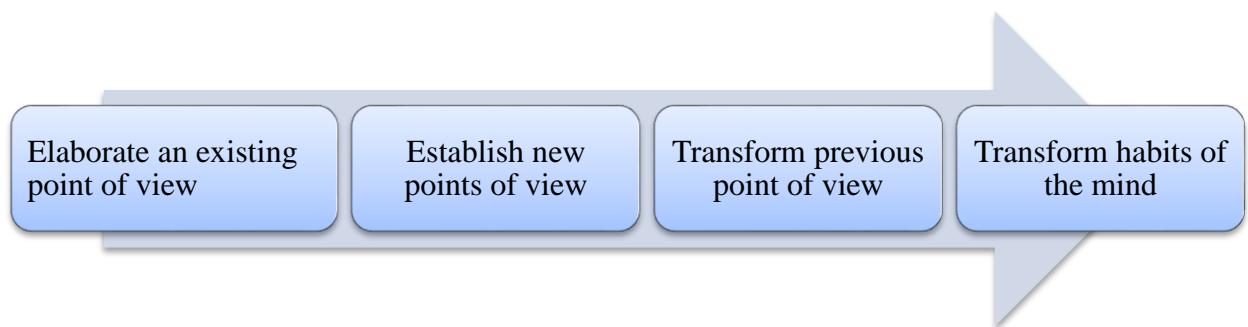 Elaborate an existing
point of view
Establish new
points of view
Transform previous
point of view
Transform habits of
the mind